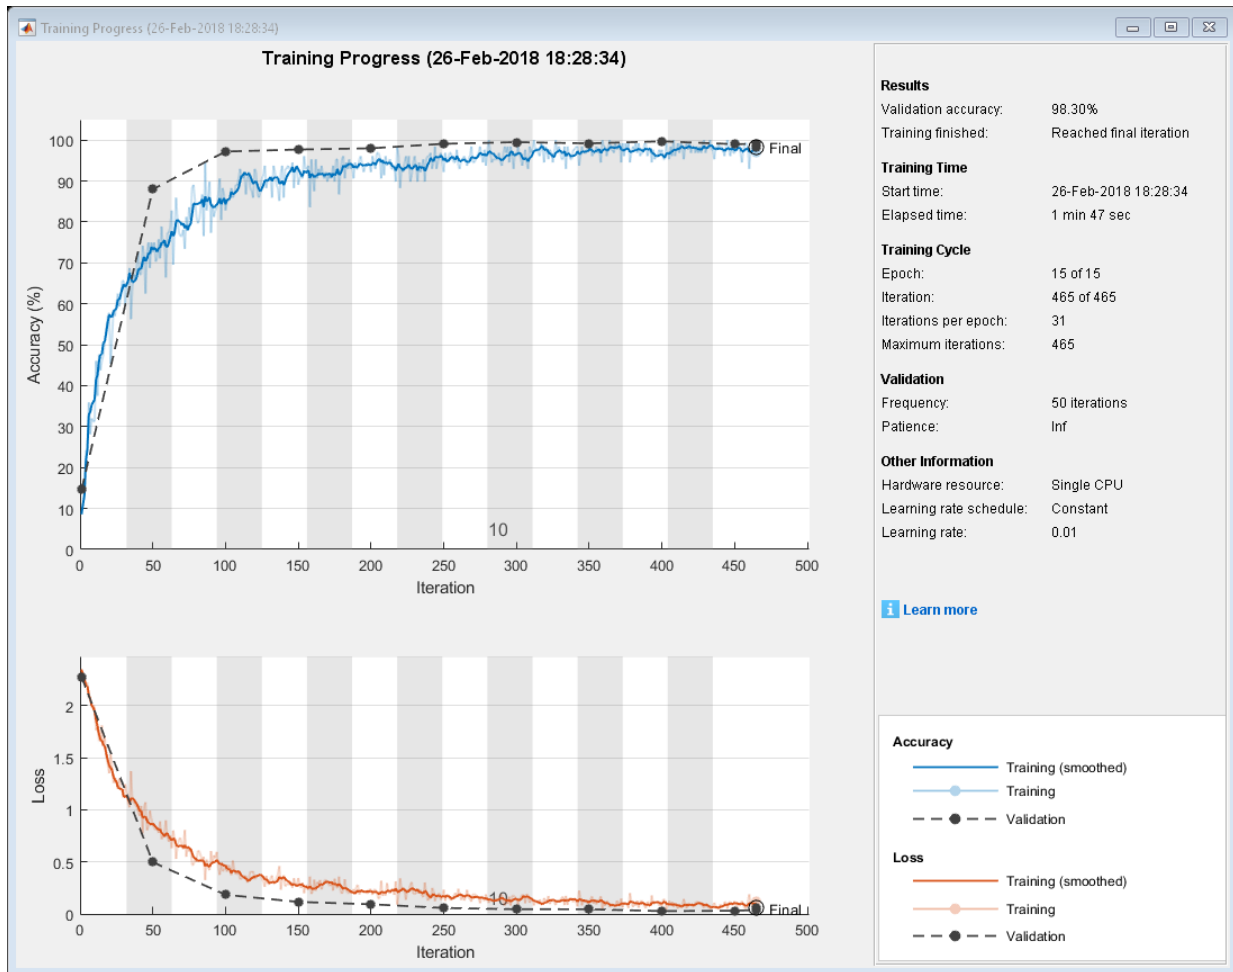 Training Progress (26-Feb-2018 18:28:34)
Training Progress (26-Feb-2018 18:28:34)
Accuracy (%)
100
90
80
70
60
50
40
30
20
10
0
Final
10
0 50 100 150 200 250 300 350 400 450 500
Iteration
Loss
2
1.5
1
0.5
0
10
Final
0 50 100 150 200 250 300 350 400 450 500
Iteration
Results
Validation accuracy: 98.30%
Training finished: Reached final iteration
Training Time
Start time: 26-Feb-2018 18:28:34
Elapsed time: 1 min 47 sec
Training Cycle
Epoch: 15 of 15
Iteration: 465 of 465
Iterations per epoch: 31
Maximum iterations: 465
Validation
Frequency: 50 iterations
Patience: Inf
Other Information
Hardware resource: Single CPU
Learning rate schedule: Constant
Learning rate: 0.01
i Learn more
Accuracy
Training (smoothed)
Training
Validation
Loss
Training (smoothed)
Training
Validation